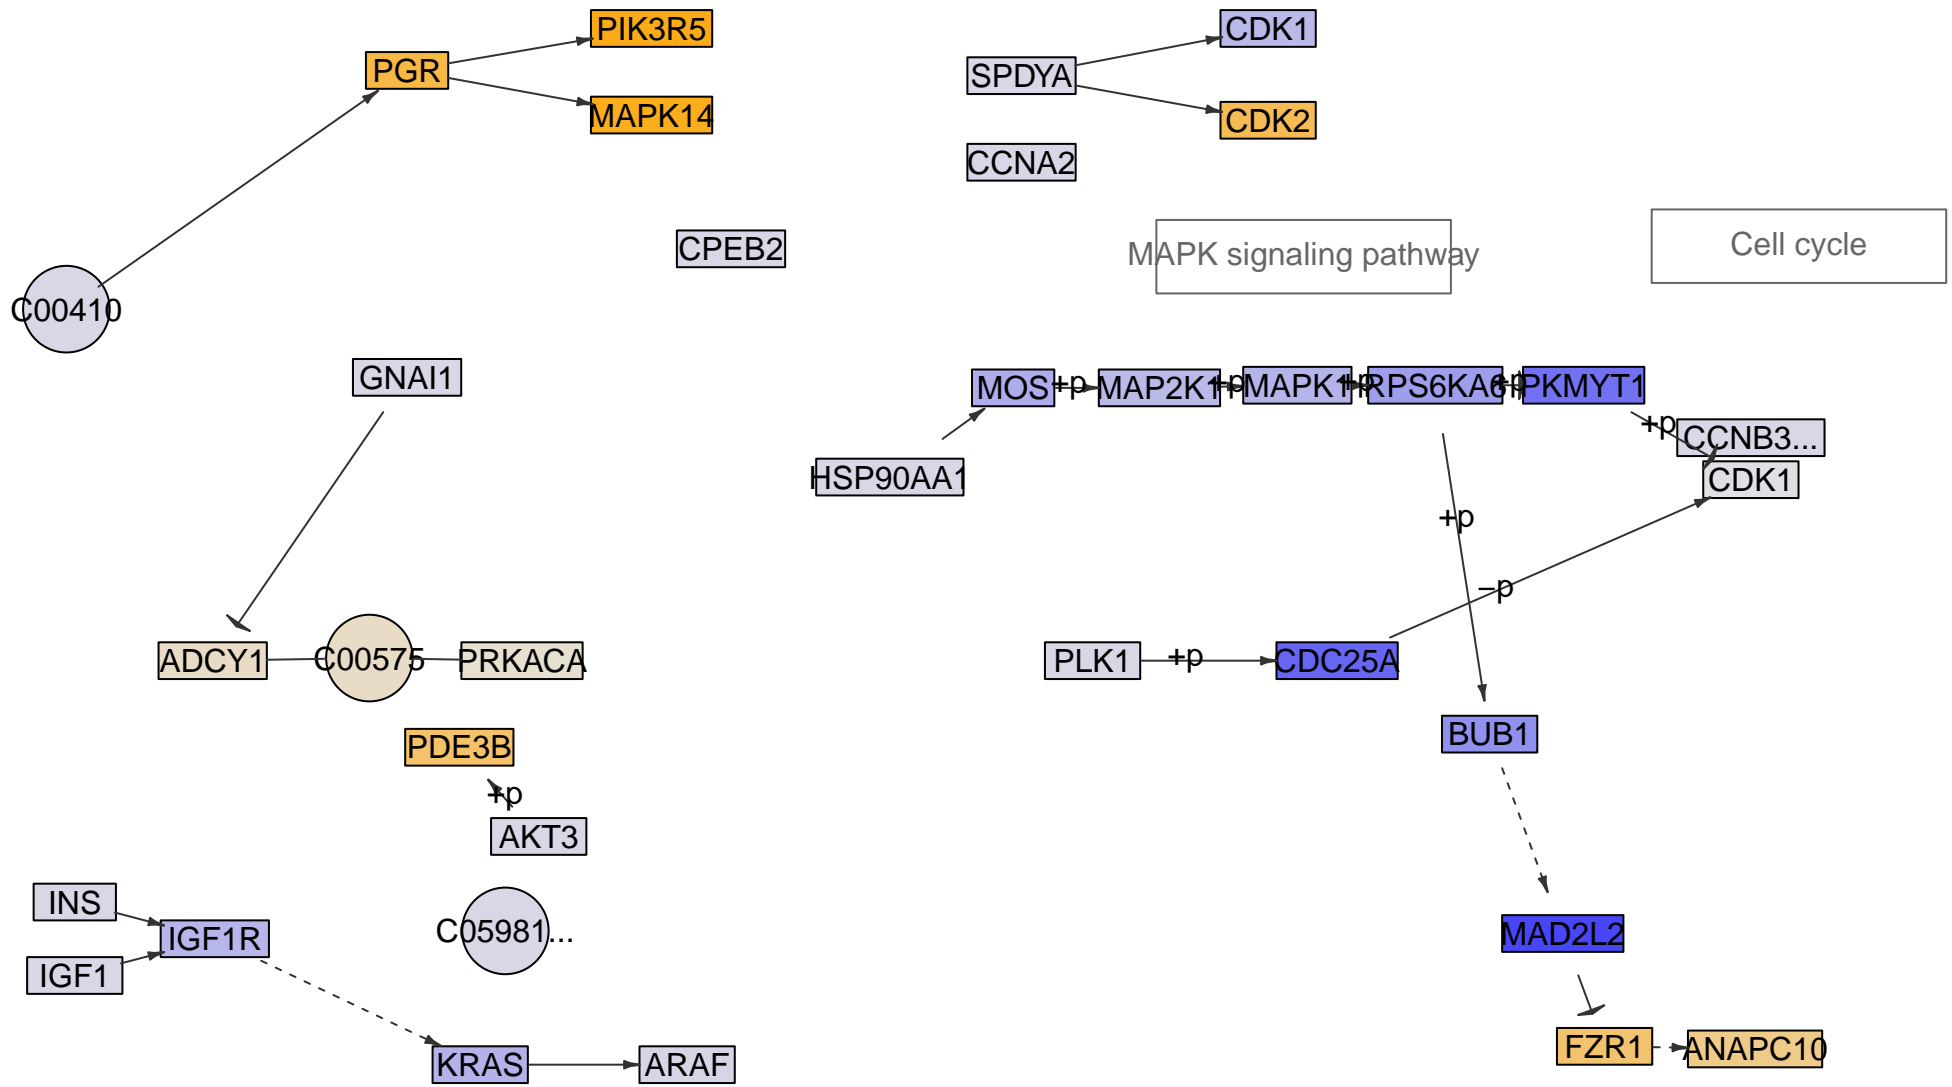 PIK3R5
CDK1
PGR
SPDYA
MAPK14
CDK2
CCNA2
CPEB2
MAPK signaling pathway
Cell cycle
C00410
GNAI1
MOS
+p
MAP2K1
+p
MAPK1
+p
RPS6KA6
+p
PKMYT1
+p
CCNB3...
HSP90AA1
CDK1
+p
−p
ADCY1
C00575
PRKACA
PLK1
+p
CDC25A
PDE3B
BUB1
+p
AKT3
INS
IGF1R
C05981...
MAD2L2
IGF1
KRAS
ARAF
FZR1
ANAPC10